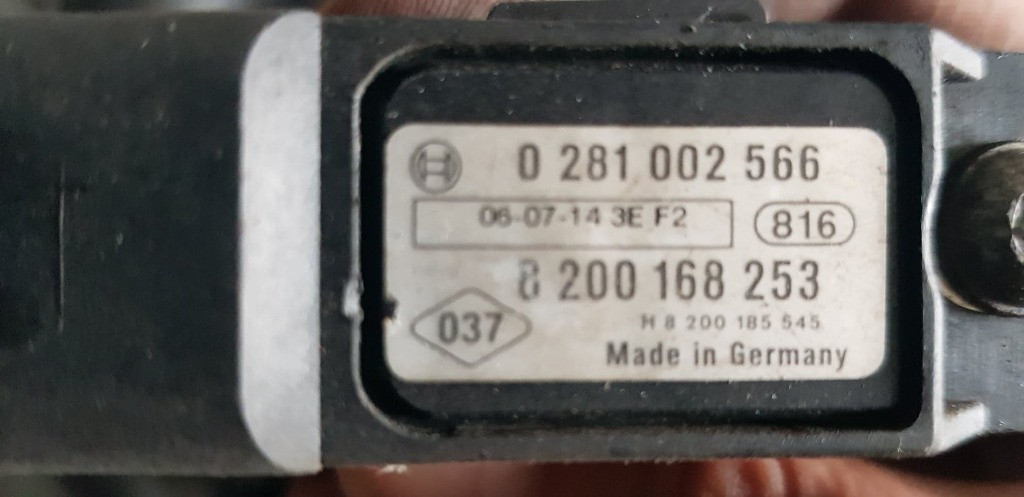 0 281 002 566
06-07-14 3E F2
816
8 200 168 253
037
H 8 200 185 545
Made in Germany